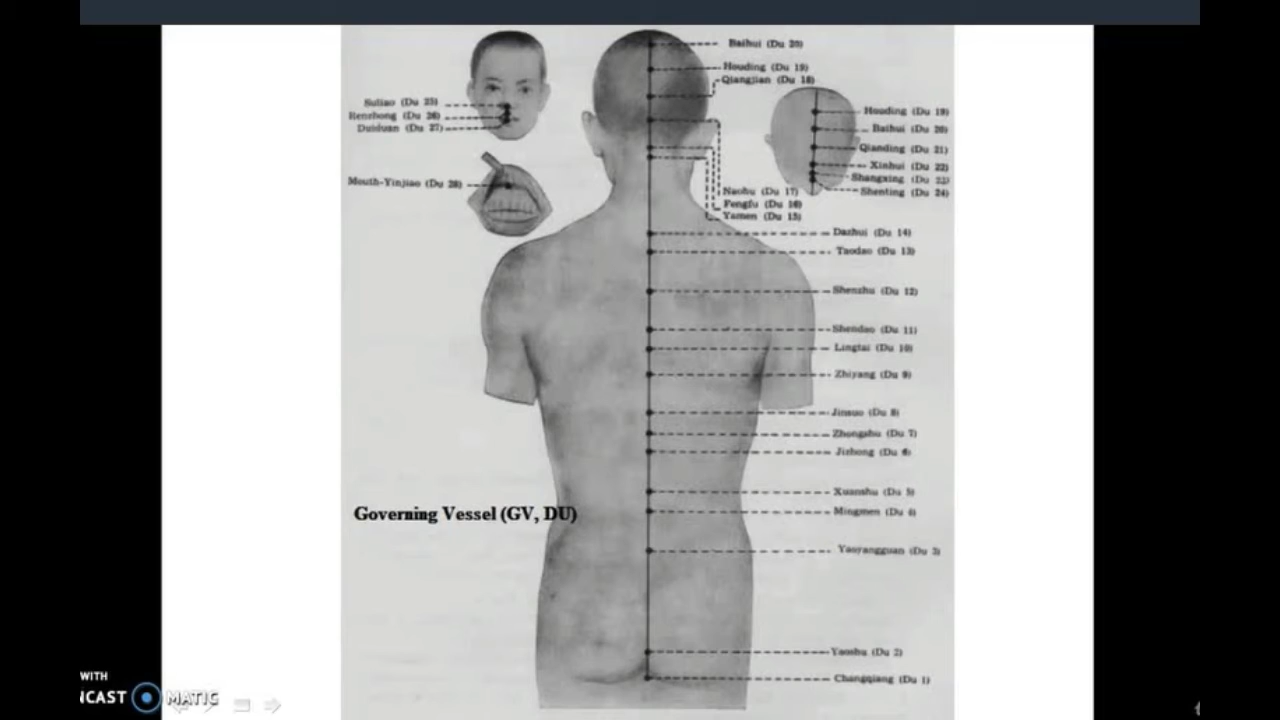 Baihui (Du 20)
Houding (Du 19)
Qiangjian (Du 18)
Suliao (Du 25)
Renzhong (Du 26)
Duiduan (Du 27)
Houding (Du 19)
Baihui (Du 20)
Qianding (Du 21)
Xinhui (Du 22)
Shangxing (Du 23)
Shenting (Du 24)
Mouth-Yinjiao (Du 28)
Naohu (Du 17)
Fengfu (Du 16)
Yamen (Du 15)
Dazhui (Du 14)
Taodao (Du 13)
Shenzhu (Du 12)
Shendao (Du 11)
Lingtai (Du 10)
Zhiyang (Du 9)
Jinsuo (Du 8)
Zhongshu (Du 7)
Jizhong (Du 6)
Xuanshu (Du 5)
Mingmen (Du 4)
Governing Vessel (GV, DU)
Yaoyangguan (Du 3)
Yaoshu (Du 2)
Changqiang (Du 1)
WITH
NCAST MATIC